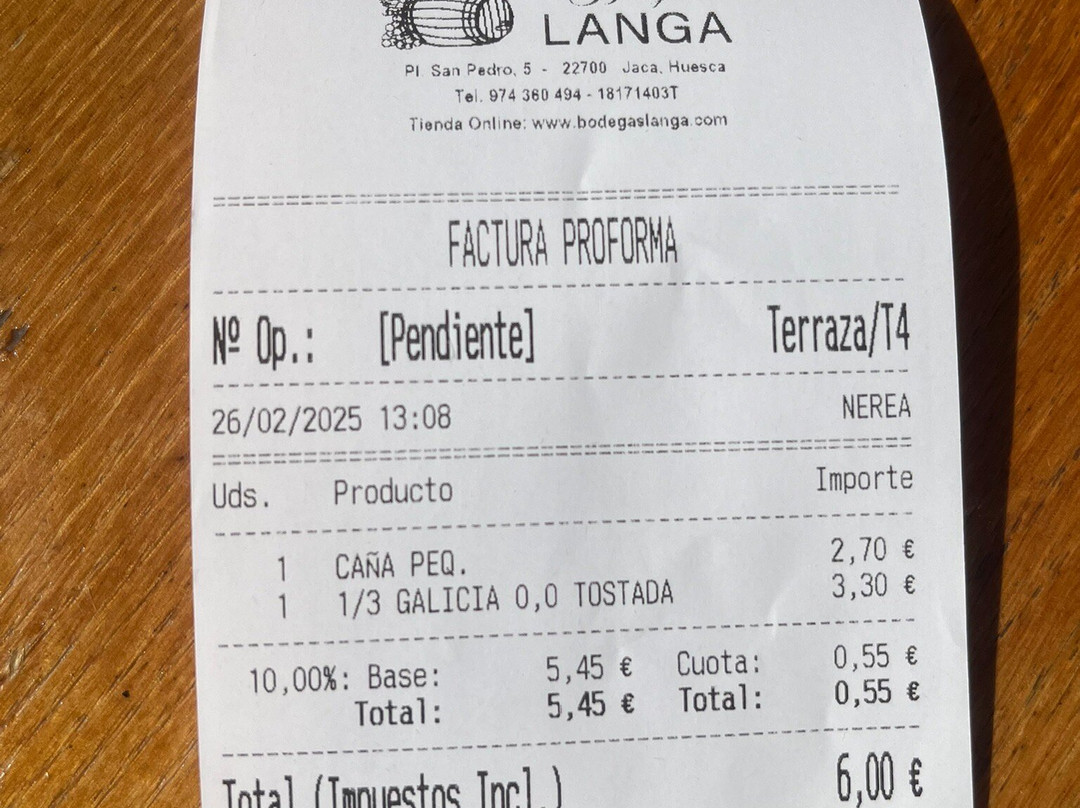 LANGA
Pl. San Pedro, 5 - 22700 Jaca, Huesca
Tel. 974 360 494 - 18171403T
Tienda Online: www.bodegaslanga.com
FACTURA PROFORMA
Nº Op.: [Pendiente] Terraza/T4
26/02/2025 13:08 NEREA
Uds. Producto Importe
1 CAÑA PEQ. 2,70 €
1 1/3 GALICIA 0,0 TOSTADA 3,30 €
10,00%: Base: 5,45 € Cuota: 0,55 €
Total: 5,45 € Total: 0,55 €
Total (Impuestos Incl.) 6,00 €